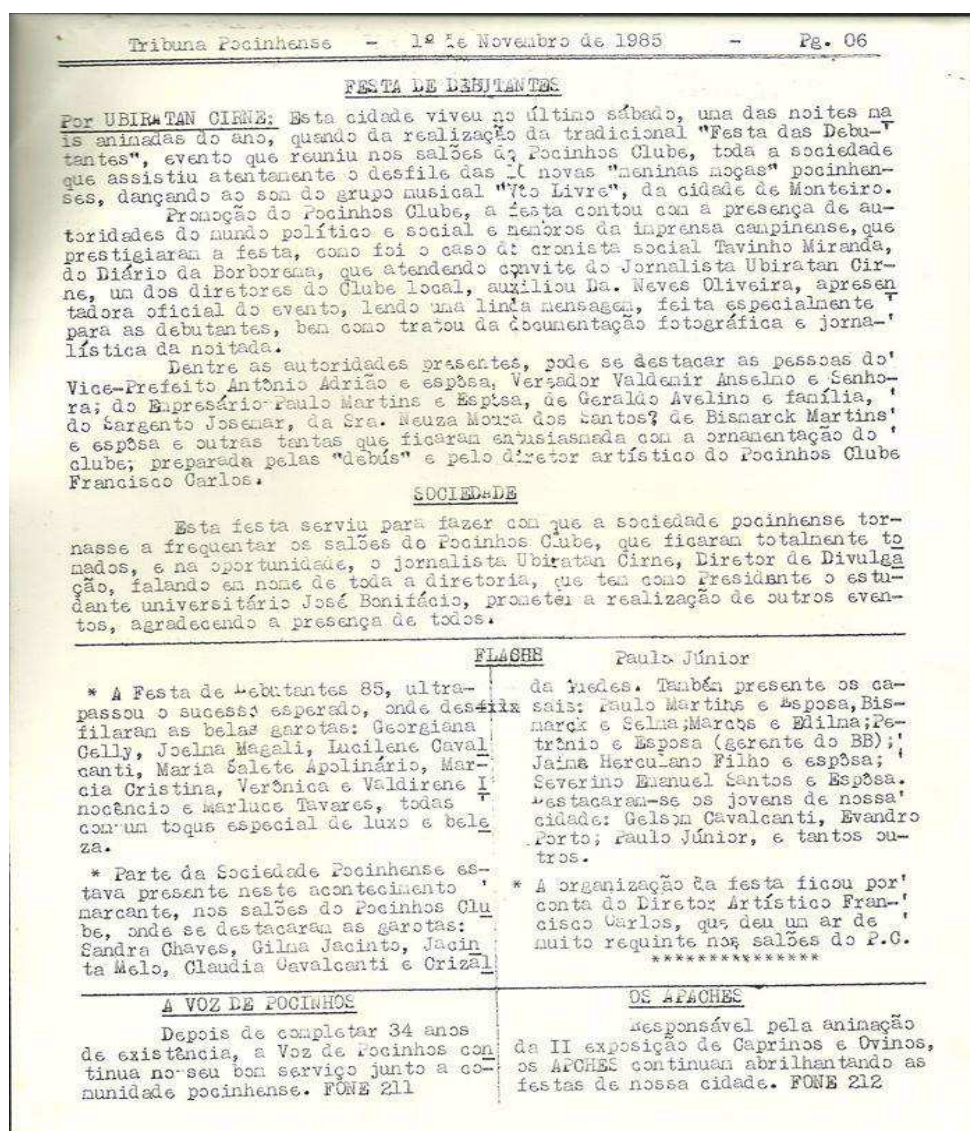 Tribuna Pocinhense - 1º de Novembro de 1985 - Pg. 06
FESTA DE DEBUTANTES
Por UBIRATAN CIRNE: Esta cidade viveu no último sábado, uma das noites ma
is animadas do ano, quando da realização da tradicional "Festa das Debu-'
tantes", evento que reuniu nos salões do Pocinhos Clube, toda a sociedade
que assistiu atentamente o desfile das novas "meninas moças" pocinhen-
ses, dançando ao som do grupo musical "Vto Livre", da cidade de Monteiro.
Promoção do Pocinhos Clube, a festa contou com a presença de au-
toridades do mundo político e social e membros da imprensa campinense, que
prestigiaram a festa, como foi o caso do cronista social Tavinho Miranda,
do Diário da Borborema, que atendendo convite do Jornalista Ubiratan Cir-
ne, um dos diretores do Clube local, auxiliou Da. Neves Oliveira, apresen
tadora oficial do evento, lendo uma linda mensagem, feita especialmente '
para as debutantes, bem como tratou da documentação fotográfica e jorna-'
lística da noitada.
Dentre as autoridades presentes, pode se destacar as pessoas do'
Vice-Prefeito Antônio Adrião e espôsa, Vereador Valdemir Anselmo e Senho-
ra; do Empresário Paulo Martins e Espôsa, de Geraldo Avelino e família, '
do Sargento Josemar, da Sra. Neuza Moura dos Santos? de Bismarck Martins'
e espôsa e outras tantas que ficaram entusiasmada com a ornamentação do '
clube; preparada pelas "debús" e pelo diretor artístico do Pocinhos Clube
Francisco Carlos.
SOCIEDADE
Esta festa serviu para fazer com que a sociedade pocinhense tor-
nasse a frequentar os salões do Pocinhos Clube, que ficaram totalmente to
mados, e na oportunidade, o jornalista Ubiratan Cirne, Diretor de Divulga
ção, falando em nome de toda a diretoria, que tem como Presidante o estu-
dante universitário José Bonifácio, prometeu a realização de outros even-
tos, agradecendo a presença de todos.
FLASHE Paulo Júnior
* A Festa de Debutantes 85, ultra-
passou o sucesso esperado, onde des
filaram as belas garotas: Georgiana
Celly, Joelma Magali, Lucilene Caval
canti, Maria Salete Apolinário, Mar-
cia Cristina, Verônica e Valdirene I
nocêncio e Marluce Tavares, todas '
com um toque especial de luxo e bele
za.
* Parte da Sociedade Pocinhense es-
tava presente neste acontecimento '
marcante, nos salões do Pocinhos Clu
be, onde se destacaram as garotas:
Sandra Chaves, Gilma Jacinto, Jacin
ta Melo, Claudia Cavalcanti e Crizál
da Guedes. Também presente os ca-
sais: Paulo Martins e Esposa, Bis-
marck e Selma; Marcos e Edilma; Pe-
trônio e Esposa (gerente do BB);'
Jaima Herculano Filho e espôsa; '
Severino Emanuel Santos e Espôsa.
Destacaram-se os jovens de nossa'
cidade: Gelson Cavalcanti, Evandro
Porto; Paulo Júnior, e tantos ou-
tros.
* A organização da festa ficou por'
conta do Diretor Artístico Fran-'
cisco Carlos, que deu um ar de '
muito requinte nos salões do P.C.
***************
A VOZ DE POCINHOS
Depois de completar 34 anos
de existência, a Voz de Pocinhos con
tinua no seu bom serviço junto a co-
munidade pocinhense. FONE 211
OS APACHES
Responsável pela animação
da II exposição de Caprinos e Ovinos,
os APCHES continuam abrilhantando as
festas de nossa cidade. FONE 212